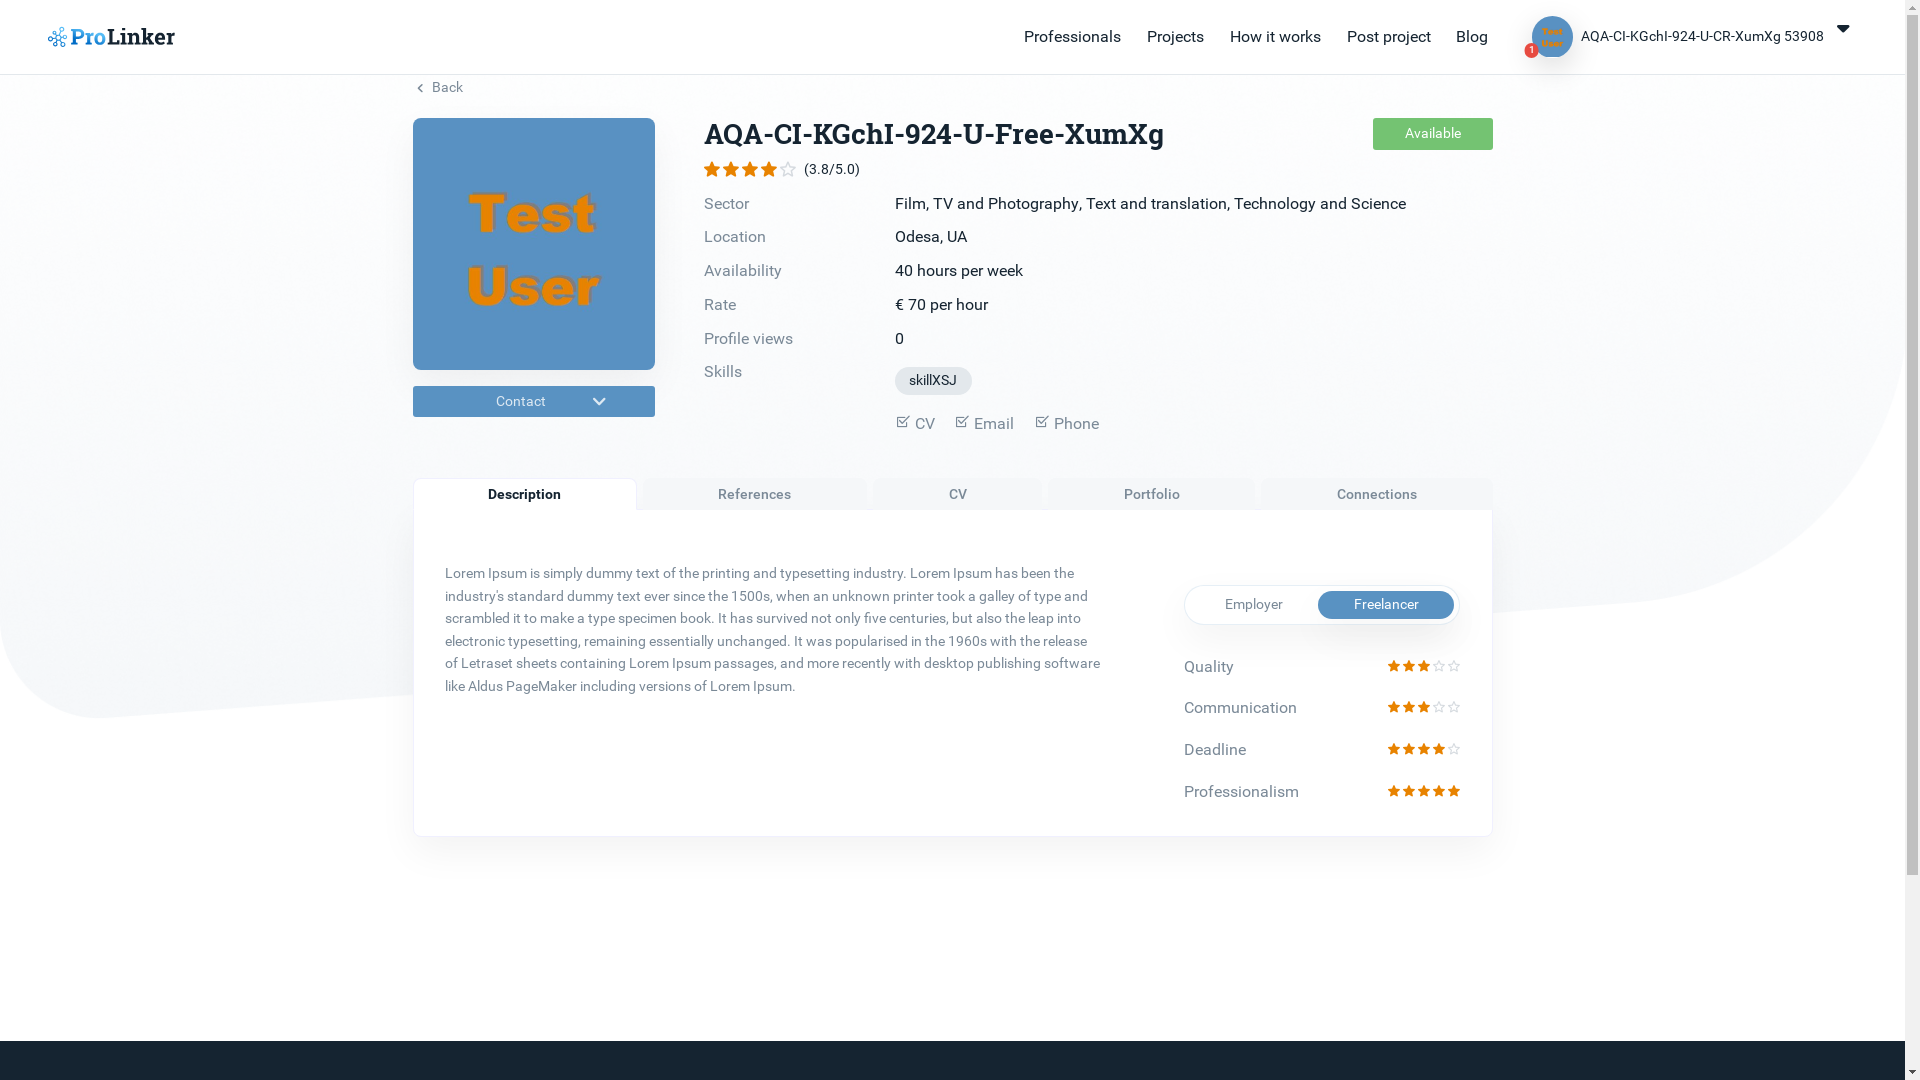 ProLinker
Professionals
Projects
How it works
Post project
Blog
Test
User
1
AQA-CI-KGchI-924-U-CR-XumXg 53908
Back
Test
User
AQA-CI-KGchI-924-U-Free-XumXg
Available
(3.8/5.0)
Sector
Film, TV and Photography, Text and translation, Technology and Science
Location
Odesa, UA
Availability
40 hours per week
Rate
€ 70 per hour
Profile views
0
Skills
skillXSJ
Contact
CV
Email
Phone
Description
References
CV
Portfolio
Connections
Lorem Ipsum is simply dummy text of the printing and typesetting industry. Lorem Ipsum has been the
industry's standard dummy text ever since the 1500s, when an unknown printer took a galley of type and
scrambled it to make a type specimen book. It has survived not only five centuries, but also the leap into
electronic typesetting, remaining essentially unchanged. It was popularised in the 1960s with the release
of Letraset sheets containing Lorem Ipsum passages, and more recently with desktop publishing software
like Aldus PageMaker including versions of Lorem Ipsum.
Employer
Freelancer
Quality
Communication
Deadline
Professionalism